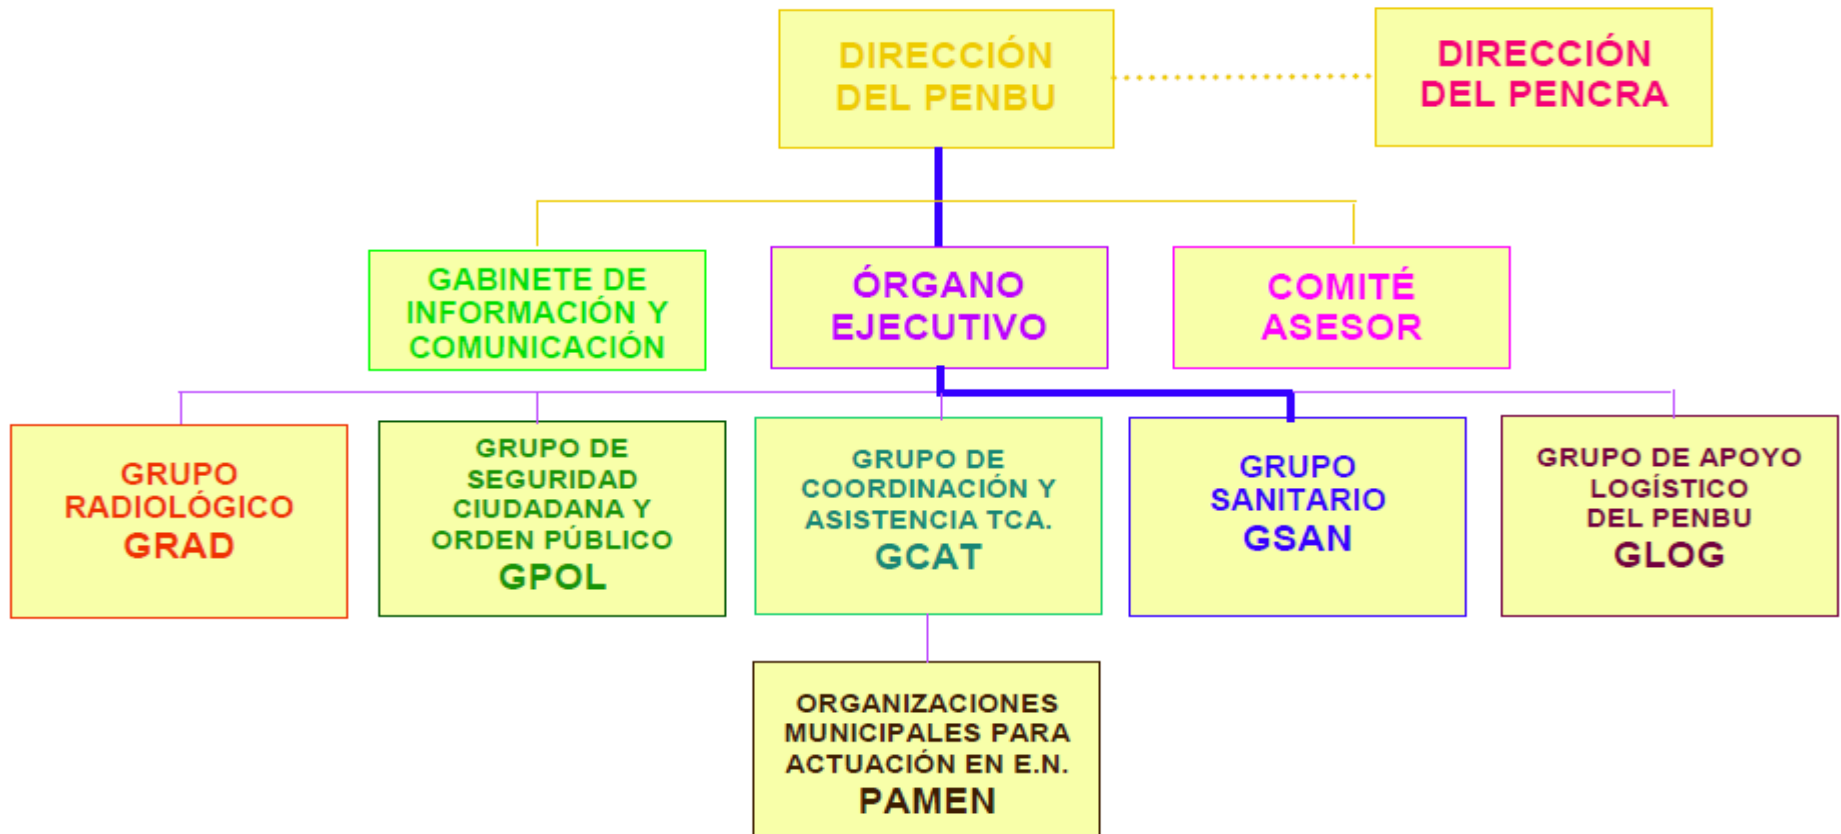 DIRECCIÓN
DEL PENBU
DIRECCIÓN
DEL PENCRA
GABINETE DE
INFORMACIÓN Y
COMUNICACIÓN
ÓRGANO
EJECUTIVO
COMITÉ
ASESOR
GRUPO
RADIOLÓGICO
GRAD
GRUPO DE
SEGURIDAD
CIUDADANA Y
ORDEN PÚBLICO
GPOL
GRUPO DE
COORDINACIÓN Y
ASISTENCIA TCA.
GCAT
GRUPO
SANITARIO
GSAN
GRUPO DE APOYO
LOGÍSTICO
DEL PENBU
GLOG
ORGANIZACIONES
MUNICIPALES PARA
ACTUACIÓN EN E.N.
PAMEN